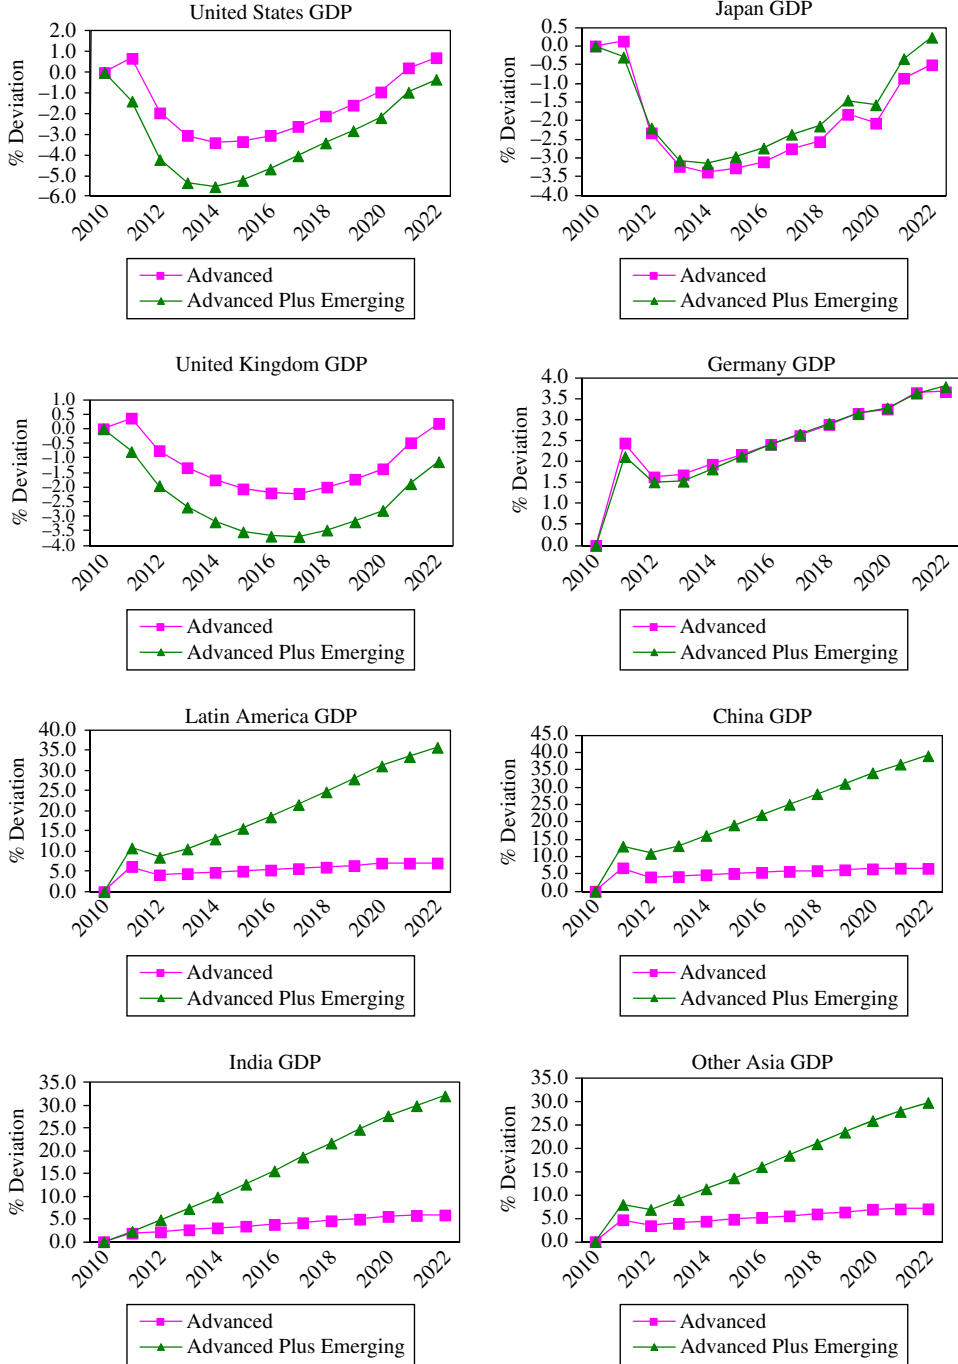 United States GDP
% Deviation
2.0
1.0
0.0
−1.0
−2.0
−3.0
−4.0
−5.0
−6.0
2010 2012 2014 2016 2018 2020 2022
Advanced
Advanced Plus Emerging
Japan GDP
% Deviation
0.5
0.0
−0.5
−1.0
−1.5
−2.0
−2.5
−3.0
−3.5
−4.0
2010 2012 2014 2016 2018 2020 2022
Advanced
Advanced Plus Emerging
United Kingdom GDP
% Deviation
1.0
0.5
0.0
−0.5
−1.0
−1.5
−2.0
−2.5
−3.0
−3.5
−4.0
2010 2012 2014 2016 2018 2020 2022
Advanced
Advanced Plus Emerging
Germany GDP
% Deviation
4.0
3.5
3.0
2.5
2.0
1.5
1.0
0.5
0.0
2010 2012 2014 2016 2018 2020 2022
Advanced
Advanced Plus Emerging
Latin America GDP
% Deviation
40.0
35.0
30.0
25.0
20.0
15.0
10.0
5.0
0.0
2010 2012 2014 2016 2018 2020 2022
Advanced
Advanced Plus Emerging
China GDP
% Deviation
45.0
40.0
35.0
30.0
25.0
20.0
15.0
10.0
5.0
0.0
2010 2012 2014 2016 2018 2020 2022
Advanced
Advanced Plus Emerging
India GDP
% Deviation
35.0
30.0
25.0
20.0
15.0
10.0
5.0
0.0
2010 2012 2014 2016 2018 2020 2022
Advanced
Advanced Plus Emerging
Other Asia GDP
% Deviation
35.0
30.0
25.0
20.0
15.0
10.0
5.0
0.0
2010 2012 2014 2016 2018 2020 2022
Advanced
Advanced Plus Emerging